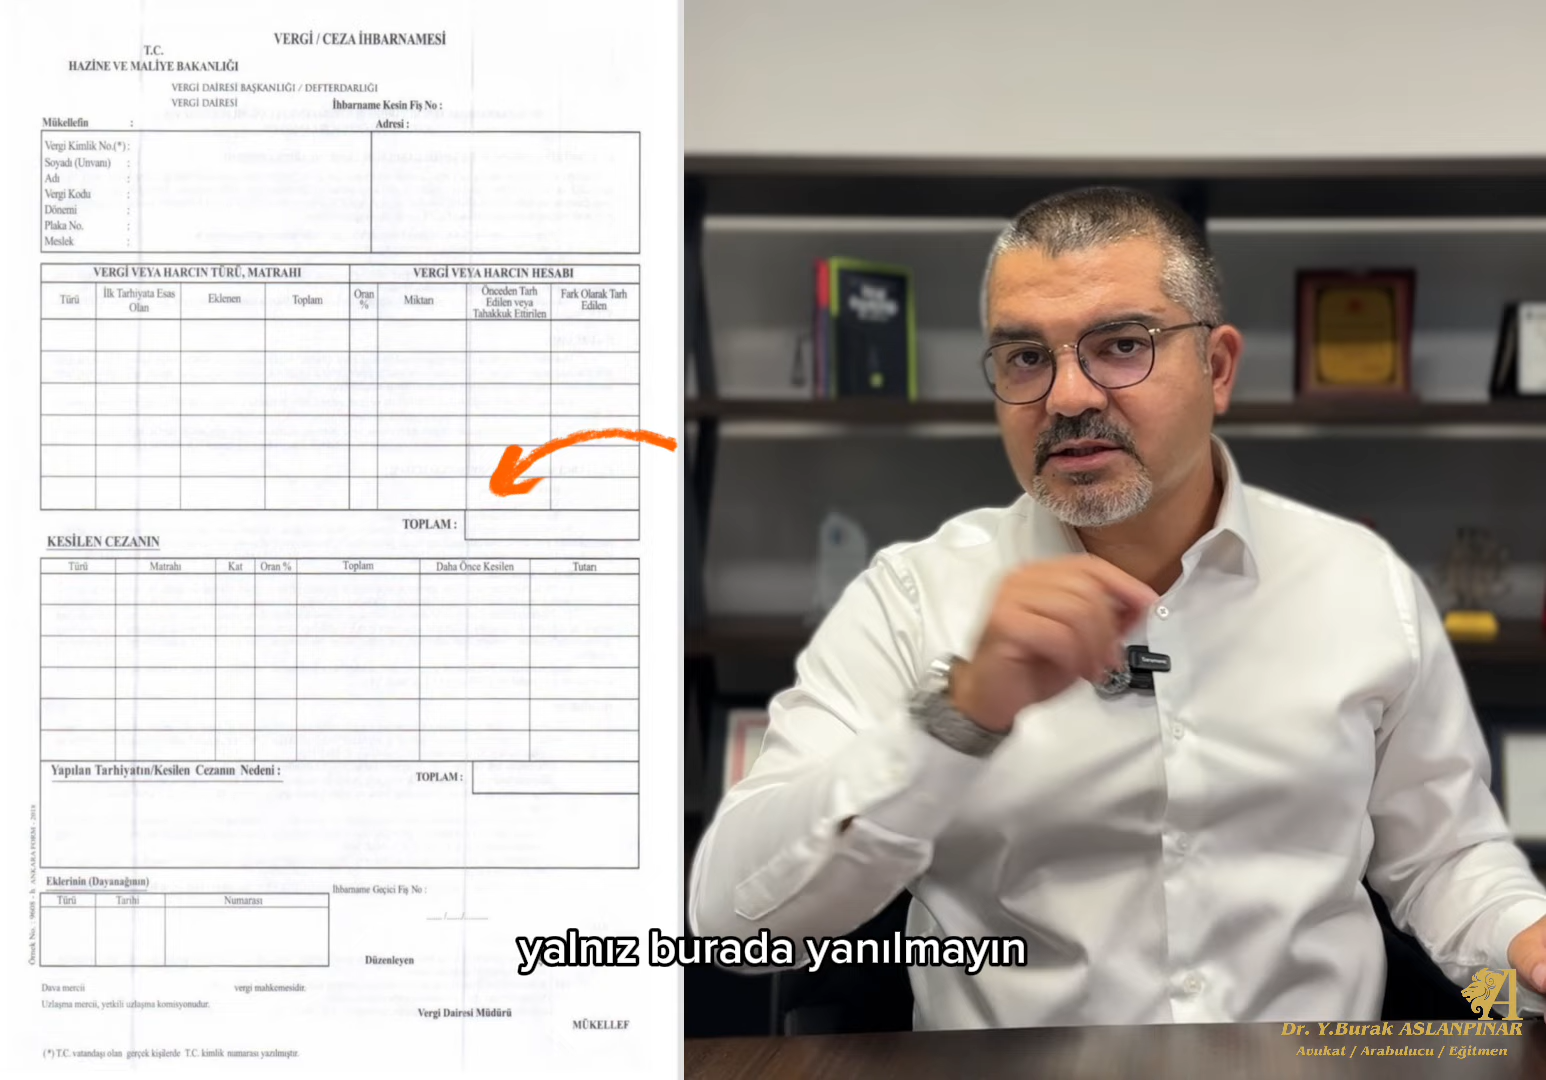 VERGİ / CEZA İHBARNAMESİ
T.C.
HAZİNE VE MALİYE BAKANLIĞI
VERGİ DAİRESİ BAŞKANLIĞI / DEFTERDARLIĞI
VERGİ DAİRESİ
İhbarname Kesin Fiş No :
Mükellefin :
Adresi :
Vergi Kimlik No.(*) :
Soyadı (Unvanı) :
Adı :
Vergi Kodu :
Dönemi :
Plaka No. :
Meslek :
VERGİ VEYA HARCIN TÜRÜ, MATRAHI
VERGİ VEYA HARCIN HESABI
Türü
İlk Tarhiyata Esas Olan
Eklenen
Toplam
Oran %
Miktarı
Önceden Tarh Edilen veya Tahakkuk Ettirilen
Fark Olarak Tarh Edilen
TOPLAM :
KESİLEN CEZANIN
Türü
Matrahı
Kat
Oran %
Toplam
Daha Önce Kesilen
Tutarı
Yapılan Tarhiyatın/Kesilen Cezanın Nedeni :
TOPLAM :
Eklerinin (Dayanağının)
Türü
Tarihi
Numarası
İhbarname Geçici Fiş No :
.../.../......
Düzenleyen
Dava mercii vergi mahkemesidir.
Uzlaşma mercii, yetkili uzlaşma komisyonudur.
Vergi Dairesi Müdürü
MÜKELLEF
(*) T.C. vatandaşı olan gerçek kişilerde T.C. kimlik numarası yazılmıştır.
yalnız burada yanılmayın
Dr. Y.Burak ASLANPINAR
Avukat / Arabulucu / Eğitmen